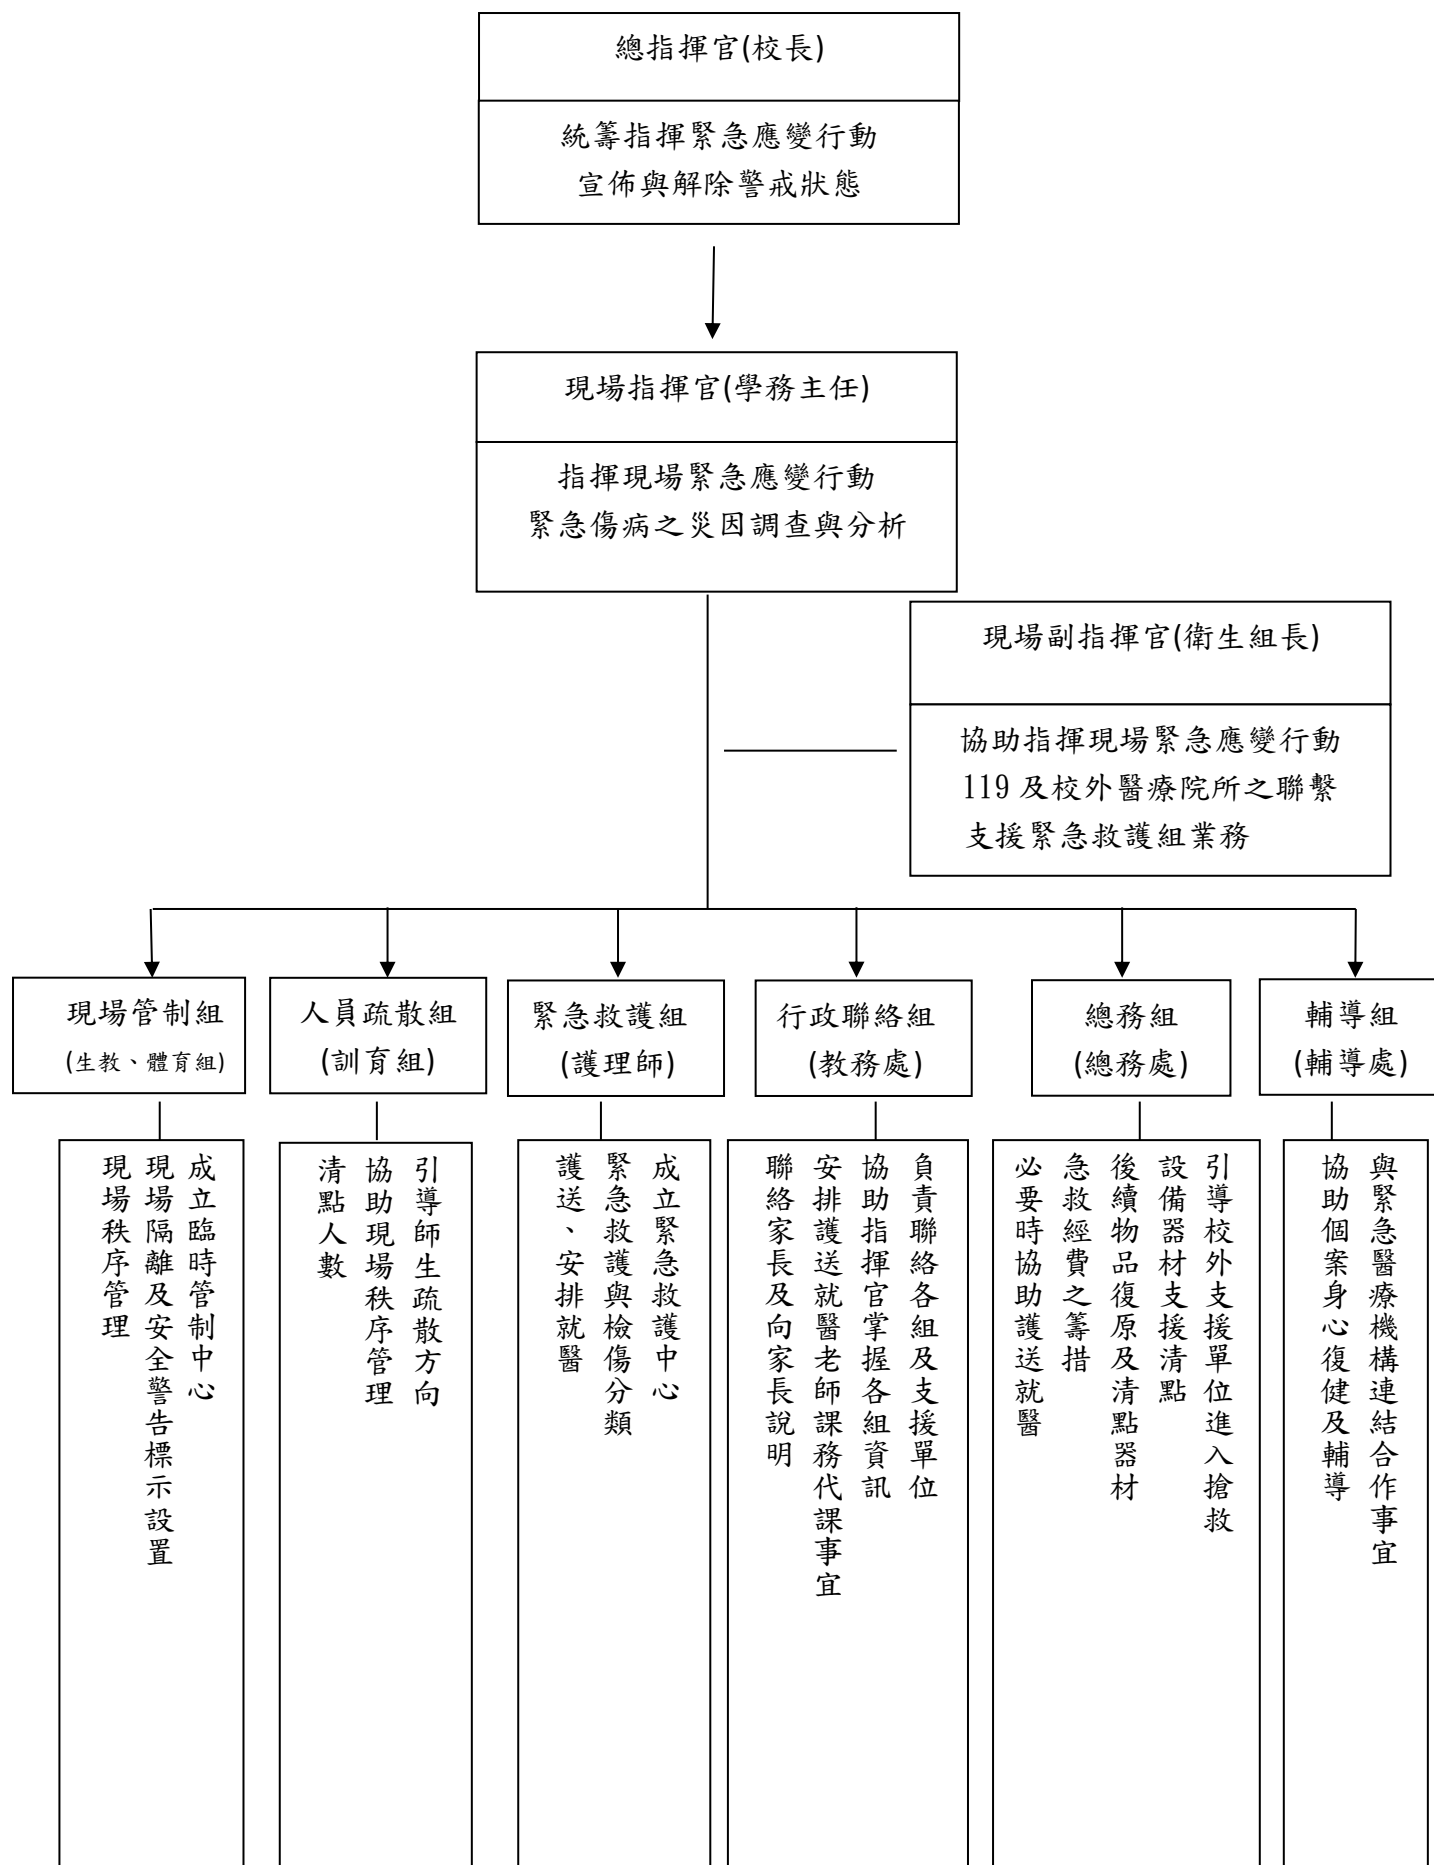 總指揮官(校長)
統籌指揮緊急應變行動
宣佈與解除警戒狀態
現場指揮官(學務主任)
指揮現場緊急應變行動
緊急傷病之災因調查與分析
現場副指揮官(衛生組長)
協助指揮現場緊急應變行動
119 及校外醫療院所之聯繫
支援緊急救護組業務
現場管制組
(生教、體育組)
人員疏散組
(訓育組)
緊急救護組
(護理師)
行政聯絡組
(教務處)
總務組
(總務處)
輔導組
(輔導處)
成立臨時管制中心
現場隔離及安全警告標示設置
現場秩序管理
引導師生疏散方向
協助現場秩序管理
清點人數
成立緊急救護中心
緊急救護與檢傷分類
護送、安排就醫
負責聯絡各組及支援單位
協助指揮官掌握各組資訊
安排護送就醫老師課務代課事宜
聯絡家長及向家長說明
引導校外支援單位進入搶救
設備器材支援清點
後續物品復原及清點器材
急救經費之籌措
必要時協助護送就醫
與緊急醫療機構連結合作事宜
協助個案身心復健及輔導